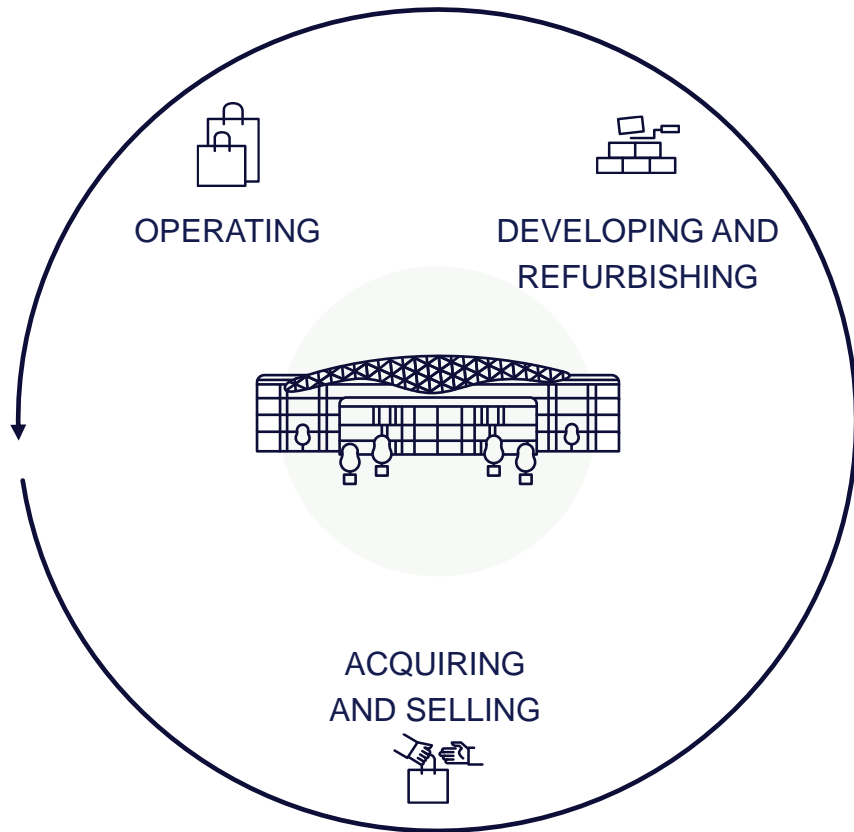 OPERATING
DEVELOPING AND
REFURBISHING
ACQUIRING
AND SELLING